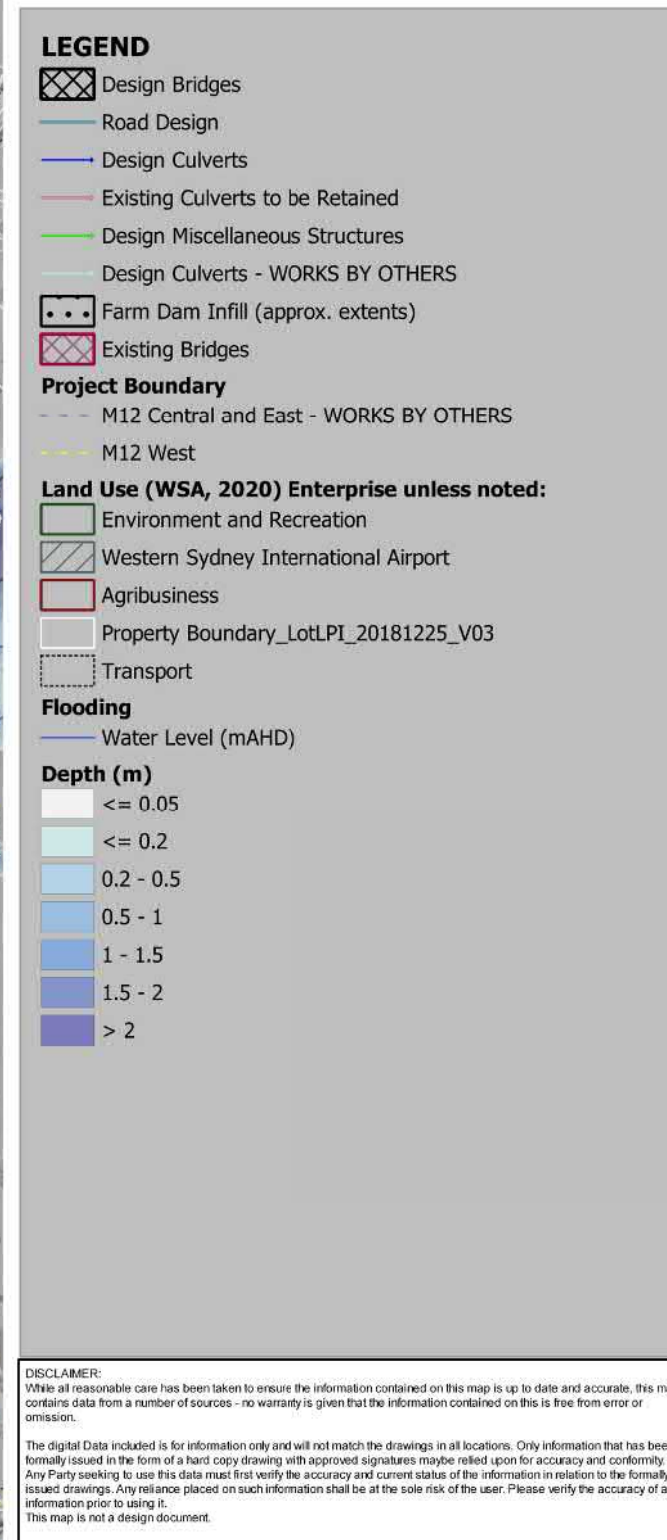 LEGEND
Design Bridges
Road Design
Design Culverts
Existing Culverts to be Retained
Design Miscellaneous Structures
Design Culverts - WORKS BY OTHERS
Farm Dam Infill (approx. extents)
Existing Bridges
Project Boundary
M12 Central and East - WORKS BY OTHERS
M12 West
Land Use (WSA, 2020) Enterprise unless noted:
Environment and Recreation
Western Sydney International Airport
Agribusiness
Property Boundary_LotLPI_20181225_V03
Transport
Flooding
Water Level (mAHD)
Depth (m)
<= 0.05
<= 0.2
0.2 - 0.5
0.5 - 1
1 - 1.5
1.5 - 2
> 2
DISCLAIMER:
While all reasonable care has been taken to ensure the information contained on this map is up to date and accurate, this m
contains data from a number of sources - no warranty is given that the information contained on this is free from error or
omission.
The digital Data included is for information only and will not match the drawings in all locations. Only information that has bee
formally issued in the form of a hard copy drawing with approved signatures maybe relied upon for accuracy and conformity.
Any Party seeking to use this data must first verify the accuracy and current status of the information in relation to the formally
issued drawings. Any reliance placed on such information shall be at the sole risk of the user. Please verify the accuracy of a
information prior to using it.
This map is not a design document.